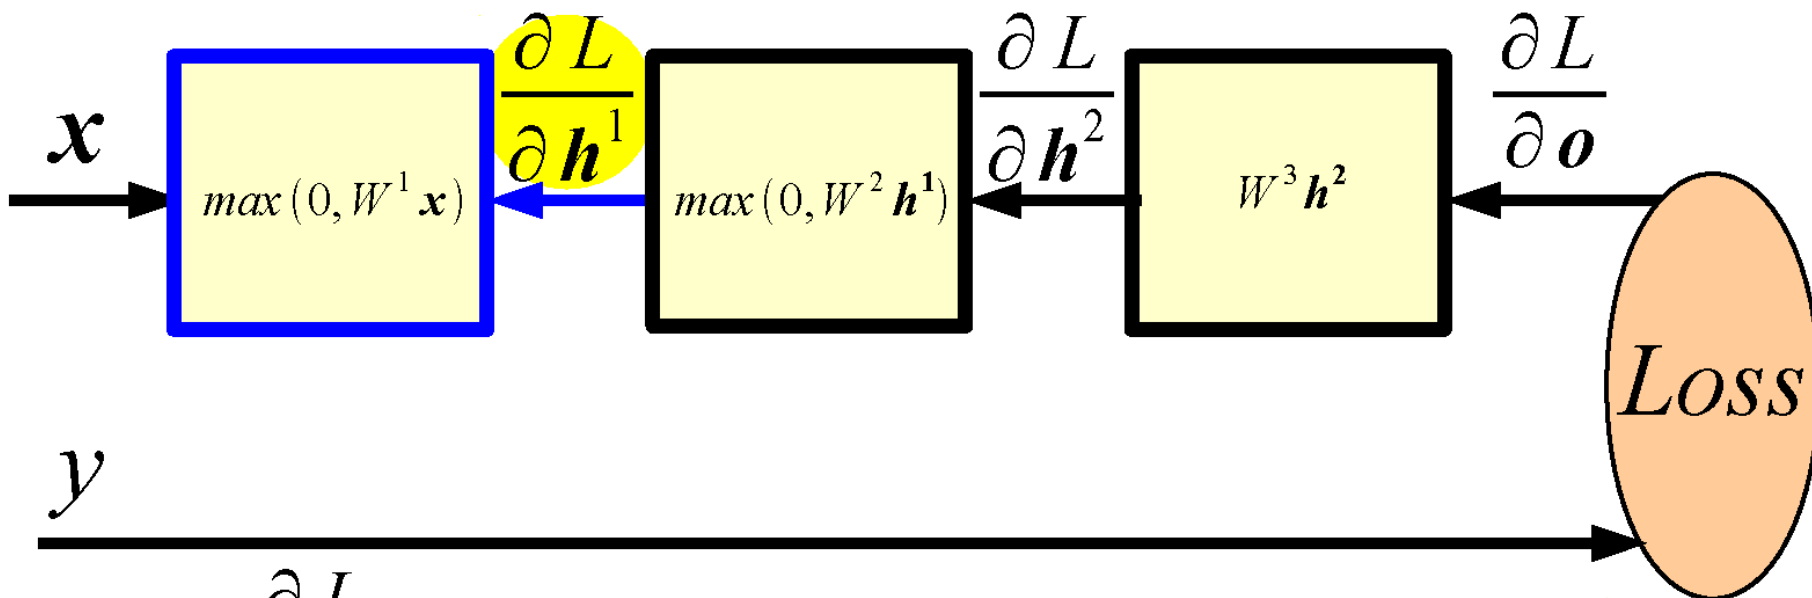 x
max(0, W¹ x)
∂L/∂h¹
max(0, W² h¹)
∂L/∂h²
W³ h²
∂L/∂o
Loss
y
∂L